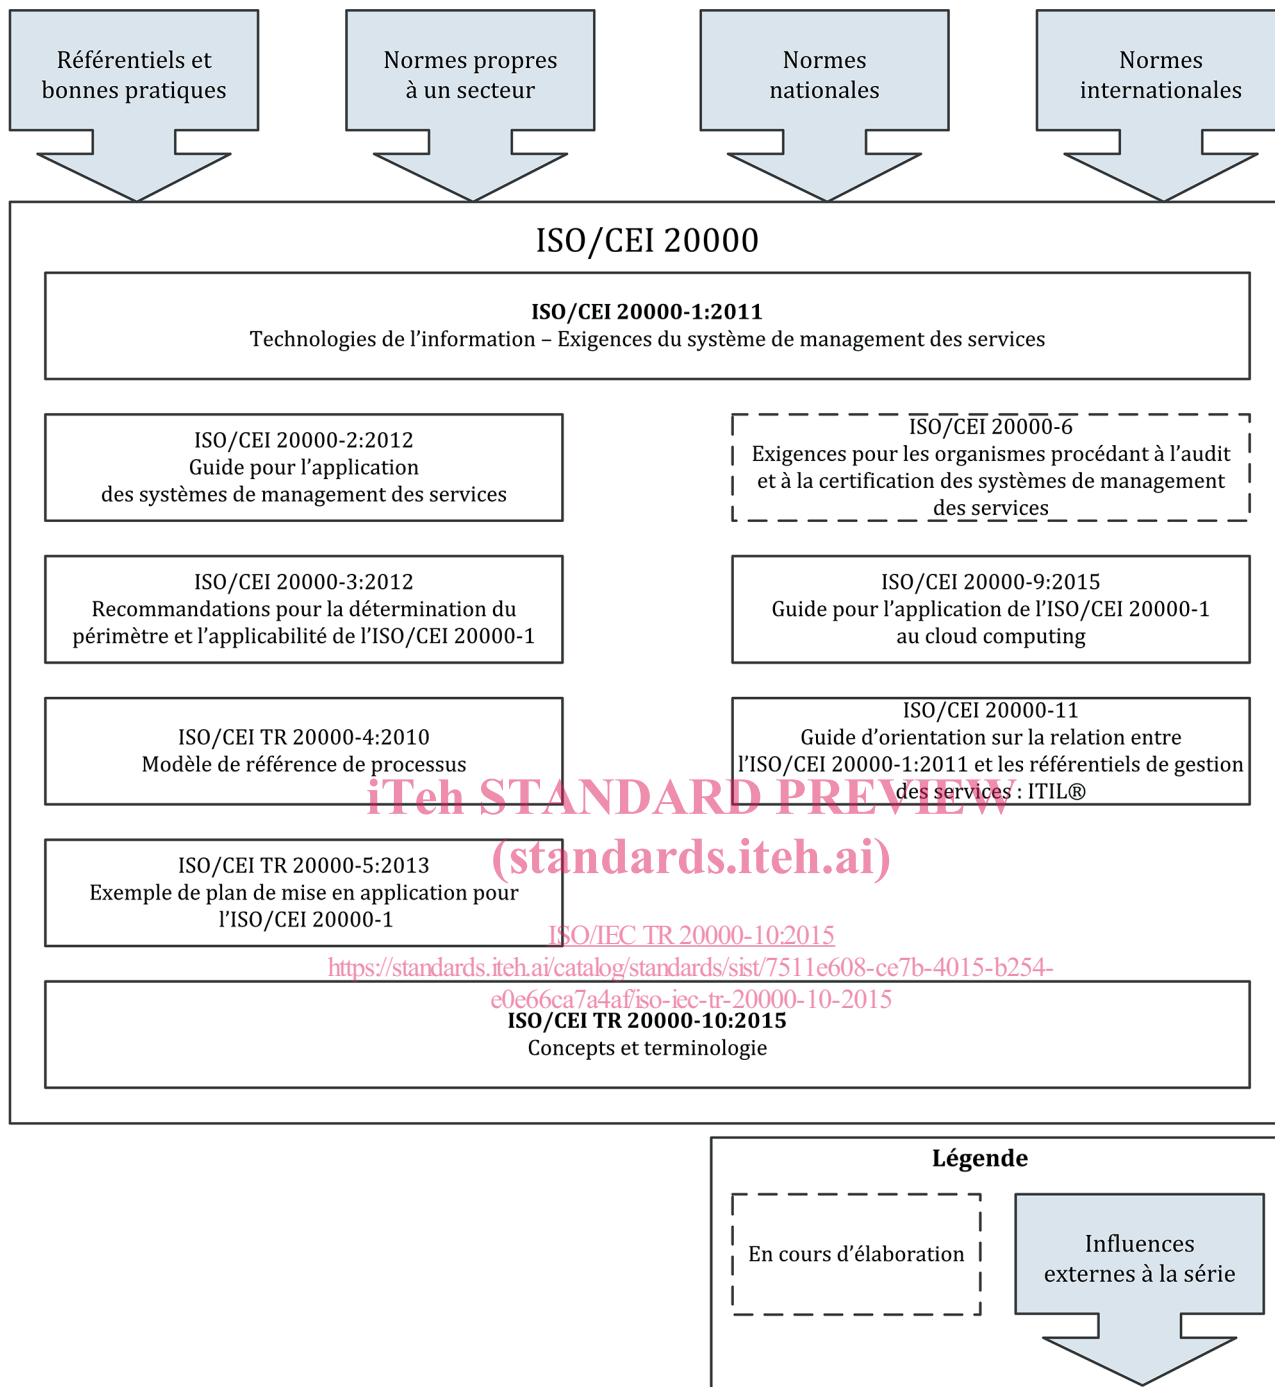 Référentiels et
bonnes pratiques
Normes propres
à un secteur
Normes
nationales
Normes
internationales
ISO/CEI 20000
ISO/CEI 20000-1:2011
Technologies de l'information – Exigences du système de management des services
ISO/CEI 20000-2:2012
Guide pour l'application
des systèmes de management des services
ISO/CEI 20000-6
Exigences pour les organismes procédant à l'audit
et à la certification des systèmes de management
des services
ISO/CEI 20000-3:2012
Recommandations pour la détermination du
périmètre et l'applicabilité de l'ISO/CEI 20000-1
ISO/CEI 20000-9:2015
Guide pour l'application de l'ISO/CEI 20000-1
au cloud computing
ISO/CEI TR 20000-4:2010
Modèle de référence de processus
ISO/CEI 20000-11
Guide d'orientation sur la relation entre
l'ISO/CEI 20000-1:2011 et les référentiels de gestion
des services : ITIL®
iTeh STANDARD PREVIEW
(standards.iteh.ai)
ISO/CEI TR 20000-5:2013
Exemple de plan de mise en application pour
l'ISO/CEI 20000-1
ISO/IEC TR 20000-10:2015
https://standards.iteh.ai/catalog/standards/sist/7511e608-ce7b-4015-b254-
e0e66ca7a4af/iso-iec-tr-20000-10-2015
ISO/CEI TR 20000-10:2015
Concepts et terminologie
Légende
En cours d'élaboration
Influences
externes à la série